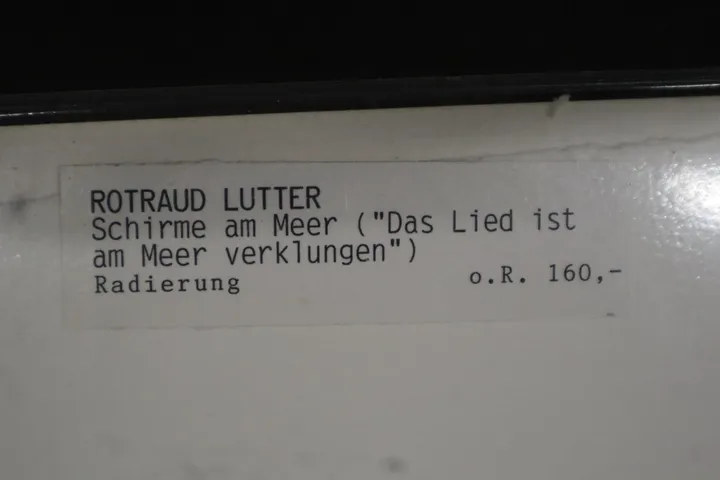 ROTRAUD LUTTER
Schirme am Meer ("Das Lied ist
am Meer verklungen")
Radierung o.R. 160,-